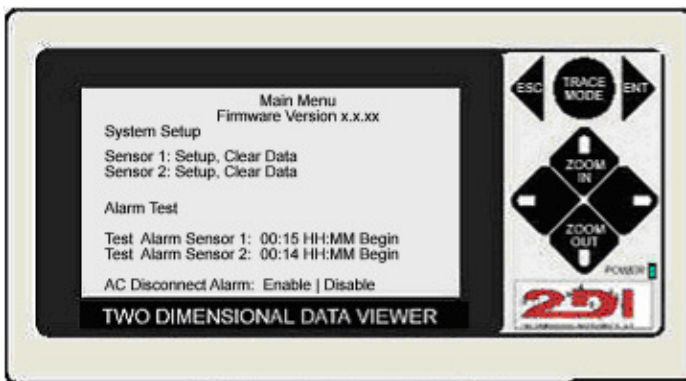 Main Menu
Firmware Version x.x.xx
System Setup
Sensor 1: Setup, Clear Data
Sensor 2: Setup, Clear Data
Alarm Test
Test Alarm Sensor 1: 00:15 HH:MM Begin
Test Alarm Sensor 2: 00:14 HH:MM Begin
AC Disconnect Alarm: Enable | Disable
TWO DIMENSIONAL DATA VIEWER
ESC
TRACE
MODE
ENT
ZOOM
IN
ZOOM
OUT
POWER
2DI